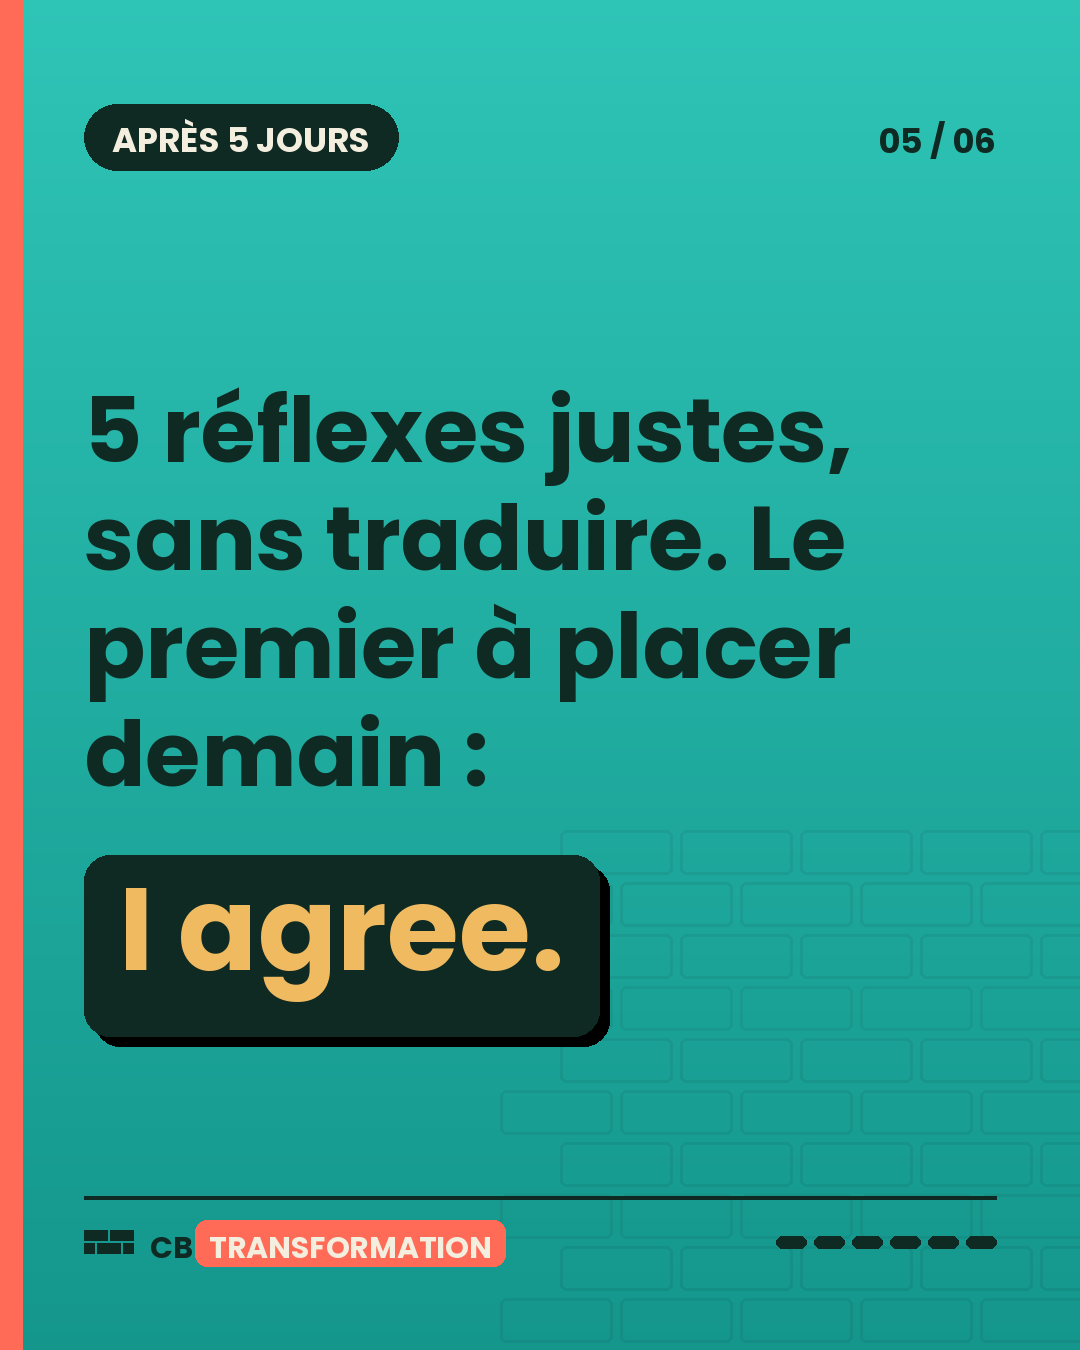 APRÈS 5 JOURS
05 / 06
5 réflexes justes,
sans traduire. Le
premier à placer
demain :
I agree.
CB TRANSFORMATION